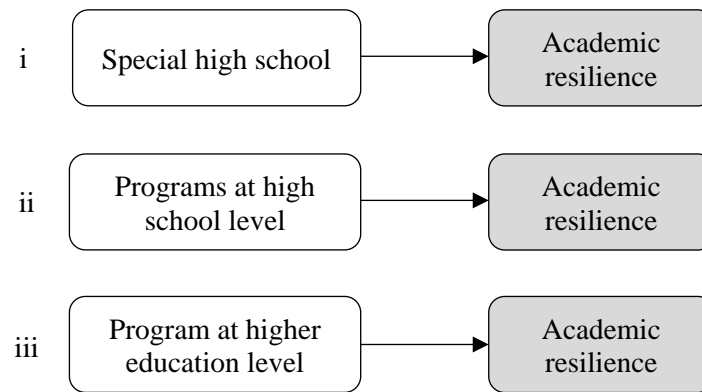 i
Special high school
Academic
resilience
ii
Programs at high
school level
Academic
resilience
iii
Program at higher
education level
Academic
resilience